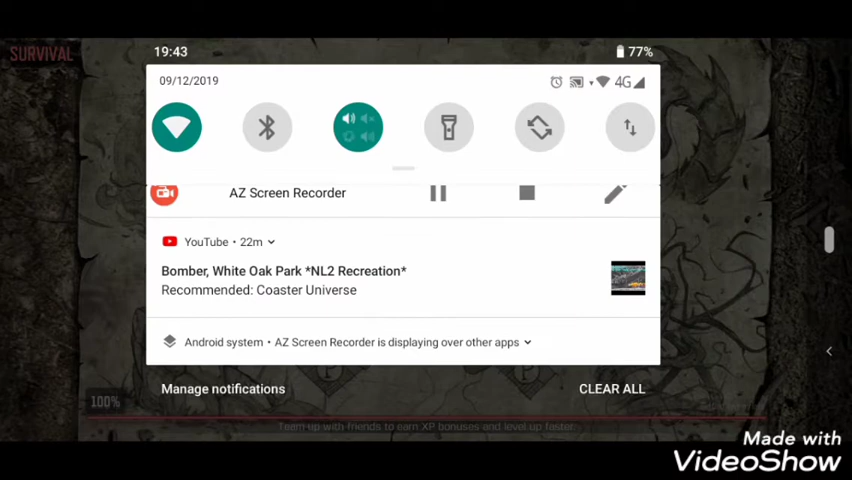 SURVIVAL
19:43
77%
09/12/2019
4G
AZ Screen Recorder
YouTube • 22m
Bomber, White Oak Park *NL2 Recreation*
Recommended: Coaster Universe
Android system • AZ Screen Recorder is displaying over other apps
Manage notifications
CLEAR ALL
100%
Team up with friends to earn XP bonuses and level up faster.
Made with
VideoShow